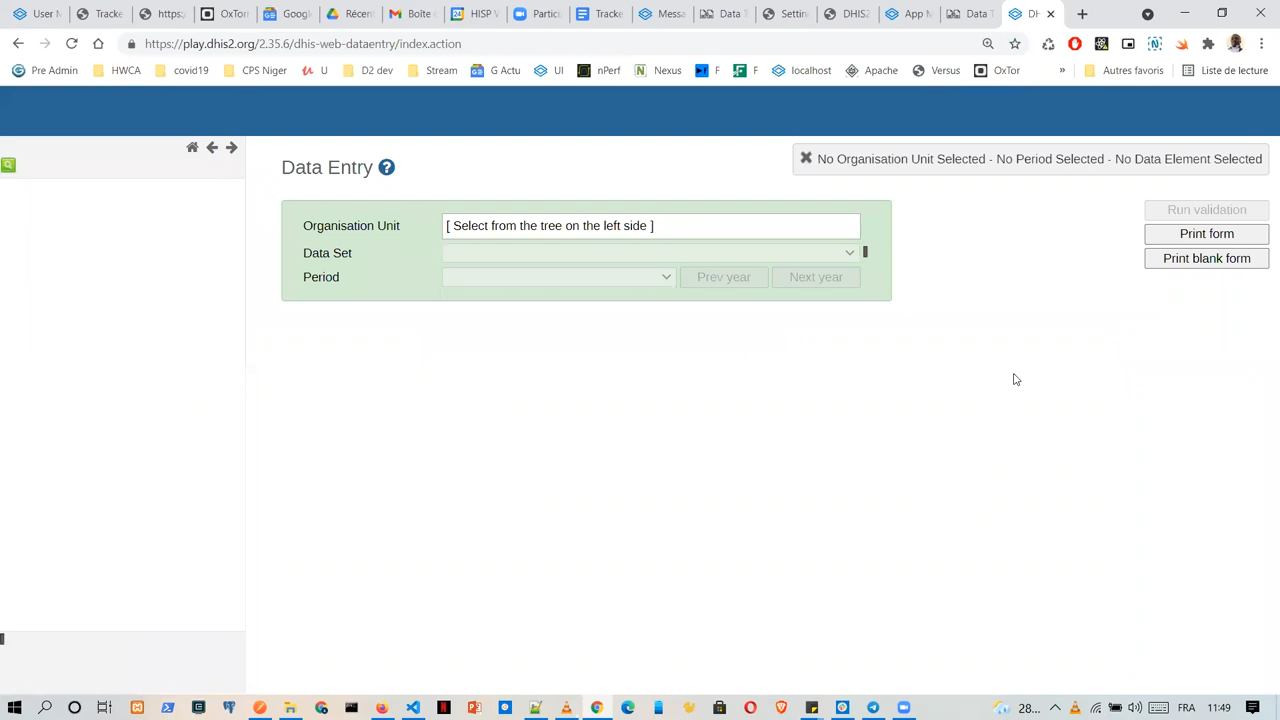 User M
Tracke
https:
OxTor
Googl
Récent
Boîte e
HISP W
Partici
Tracke
Messa
Data T
Settin
DHIS2
App M
Data T
DH
https://play.dhis2.org/2.35.6/dhis-web-dataentry/index.action
Pre Admin HWCA covid19 CPS Niger U D2 dev Stream G Actu UI nPerf Nexus F F localhost Apache Versus OxTor » Autres favoris Liste de lecture
Data Entry ?
No Organisation Unit Selected - No Period Selected - No Data Element Selected
Organisation Unit [ Select from the tree on the left side ]
Data Set
Period Prev year Next year
Run validation
Print form
Print blank form
28... FRA 11:49